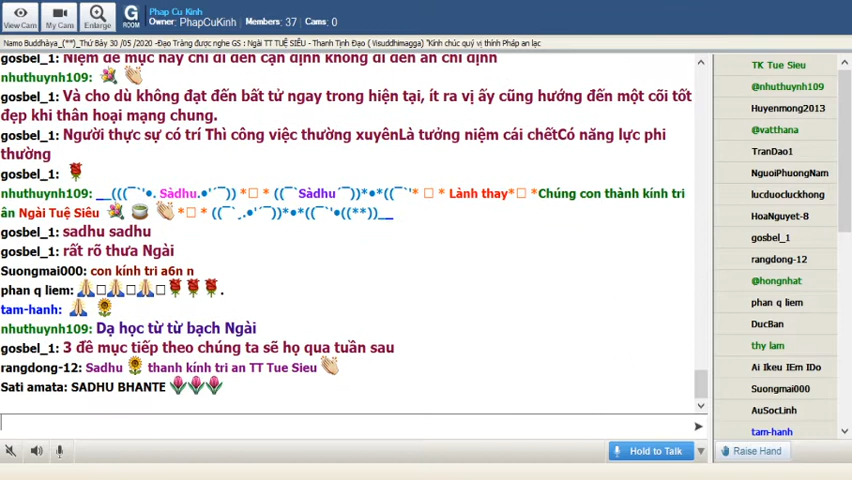 View Cam
My Cam
Enlarge
G
ROOM
Phap Cu Kinh
Owner: PhapCuKinh Members: 37 Cams: 0
Namo Buddhàya_(**)_Thứ Bảy 30 /05 /2020 -Đạo Tràng được nghe GS : Ngài TT TUỆ SIÊU - Thanh Tịnh Đạo ( Visuddhimagga) "Kính chúc quý vị thính Pháp an lạc
gosbel_1: Niệm đề mục này chỉ đi đến cận định không đi đến an chỉ định
nhuthuynh109:
gosbel_1: Và cho dù không đạt đến bất tử ngay trong hiện tại, ít ra vị ấy cũng hướng đến một cõi tốt
đẹp khi thân hoại mạng chung.
gosbel_1: Người thực sự có trí Thì công việc thường xuyênLà tưởng niệm cái chếtCó năng lực phi
thường
gosbel_1:
nhuthuynh109: __(((¯`'•. Sàdhu.•'´¯)) *□ * ((¯`Sàdhu´¯))*•*((¯`'* □ * Lành thay*□ *Chúng con thành kính tri
ân Ngài Tuệ Siêu *□ * ((¯`¸.•'´¯))*•*((¯`'•((**))__
gosbel_1: sadhu sadhu
gosbel_1: rất rõ thưa Ngài
Suongmai000: con kính tri a6n n
phan q liem: □ □ □ .
tam-hanh:
nhuthuynh109: Dạ học từ từ bạch Ngài
gosbel_1: 3 đề mục tiếp theo chúng ta sẽ họ qua tuần sau
rangdong-12: Sadhu thanh kính tri an TT Tue Sieu
Sati amata: SADHU BHANTE
TK Tue Sieu
@nhuthuynh109
Huyenmong2013
@vatthana
TranDao1
NguoiPhuongNam
lucduocluckhong
HoaNguyet-8
gosbel_1
rangdong-12
@hongnhat
phan q liem
DucBan
thy lam
Ai Ikeu IEm IDo
Suongmai000
AuSocLinh
tam-hanh
Hold to Talk
Raise Hand